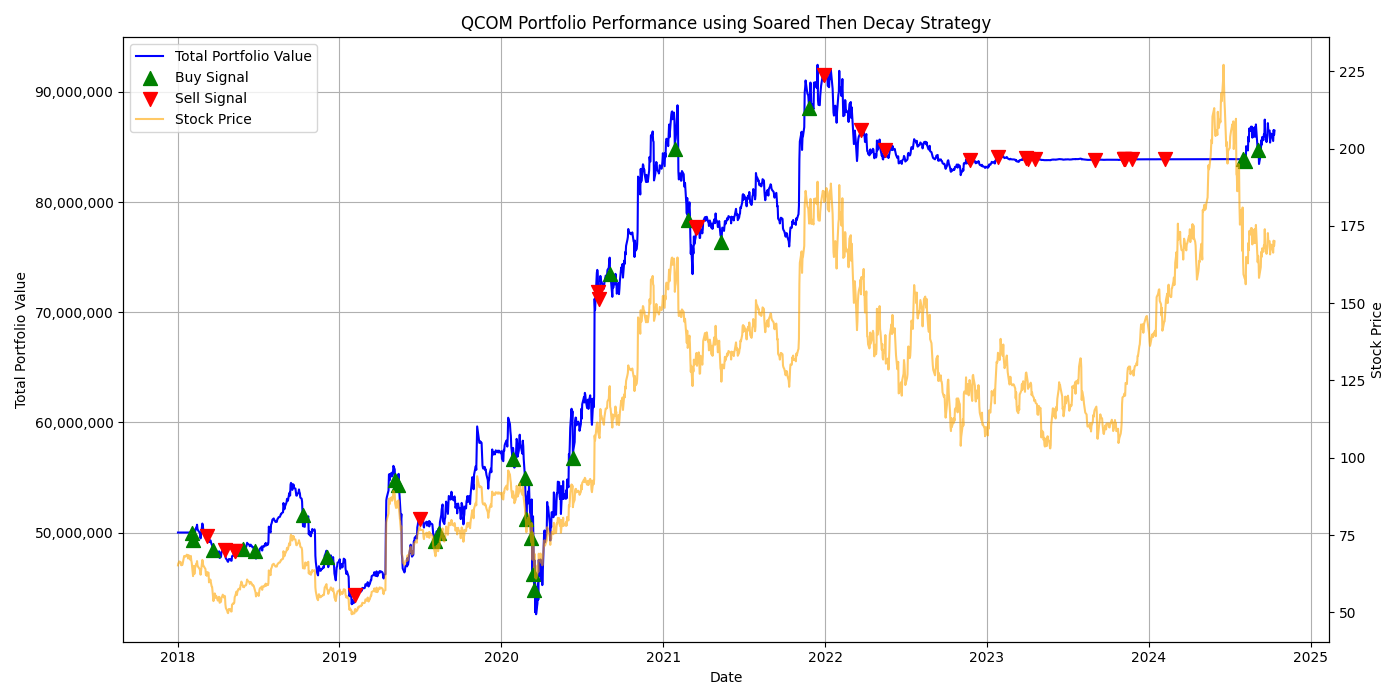 QCOM Portfolio Performance using Soared Then Decay Strategy
Total Portfolio Value
Buy Signal
Sell Signal
Stock Price
90,000,000
80,000,000
70,000,000
60,000,000
50,000,000
Total Portfolio Value
225
200
175
150
125
100
75
50
Stock Price
2018
2019
2020
2021
2022
2023
2024
2025
Date